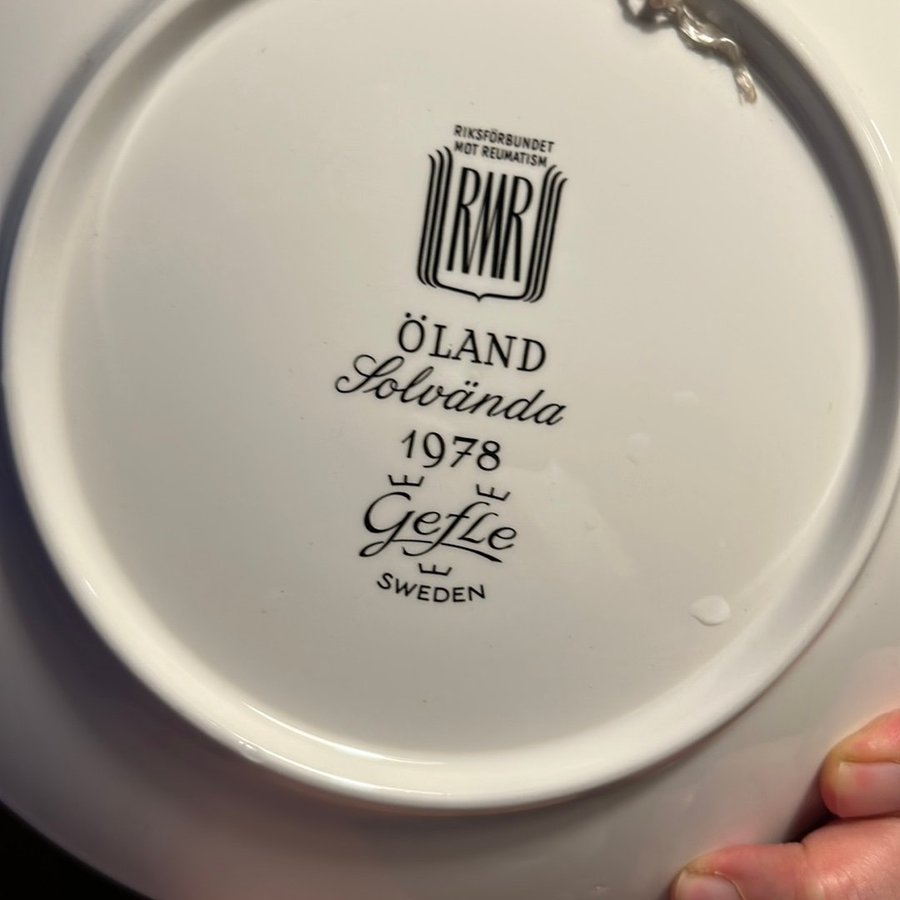 RIKSFÖRBUNDET
MOT REUMATISM
RMR
ÖLAND
Solvända
1978
Gefle
SWEDEN